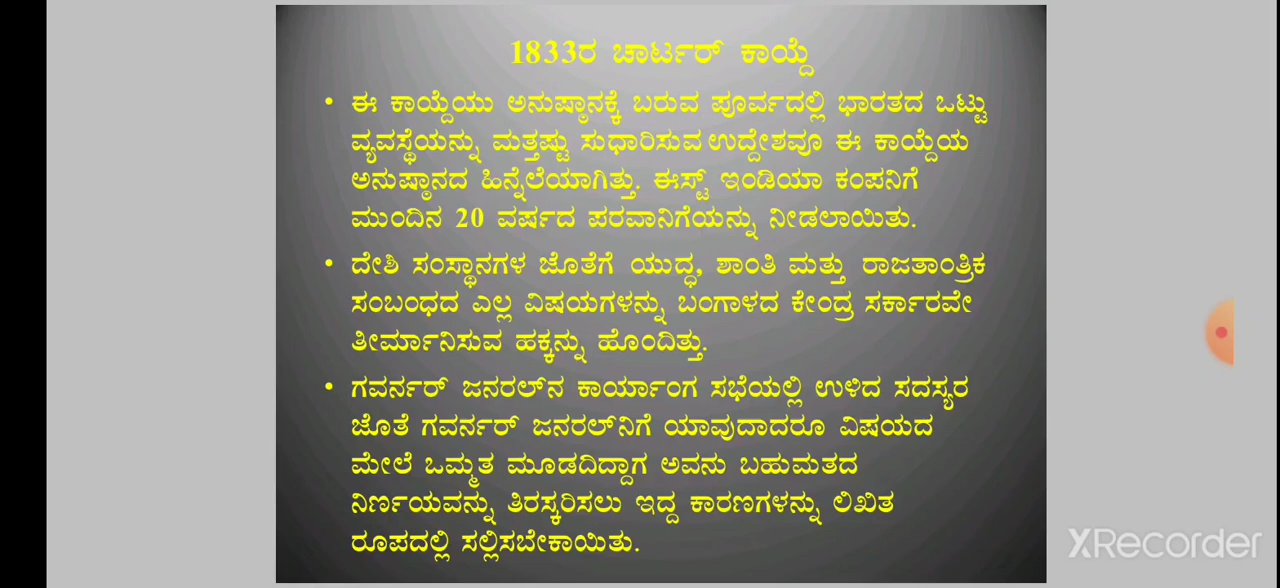 1833ರ ಚಾರ್ಟರ್ ಕಾಯ್ದೆ
• ಈ ಕಾಯ್ದೆಯು ಅನುಷ್ಠಾನಕ್ಕೆ ಬರುವ ಪೂರ್ವದಲ್ಲಿ ಭಾರತದ ಒಟ್ಟು
ವ್ಯವಸ್ಥೆಯನ್ನು ಮತ್ತಷ್ಟು ಸುಧಾರಿಸುವ ಉದ್ದೇಶವೂ ಈ ಕಾಯ್ದೆಯ
ಅನುಷ್ಠಾನದ ಹಿನ್ನೆಲೆಯಾಗಿತ್ತು. ಈಸ್ಟ್ ಇಂಡಿಯಾ ಕಂಪನಿಗೆ
ಮುಂದಿನ 20 ವರ್ಷದ ಪರವಾನಿಗೆಯನ್ನು ನೀಡಲಾಯಿತು.
• ದೇಶಿ ಸಂಸ್ಥಾನಗಳ ಜೊತೆಗೆ ಯುದ್ಧ, ಶಾಂತಿ ಮತ್ತು ರಾಜತಾಂತ್ರಿಕ
ಸಂಬಂಧದ ಎಲ್ಲ ವಿಷಯಗಳನ್ನು ಬಂಗಾಳದ ಕೇಂದ್ರ ಸರ್ಕಾರವೇ
ತೀರ್ಮಾನಿಸುವ ಹಕ್ಕನ್ನು ಹೊಂದಿತ್ತು.
• ಗವರ್ನರ್ ಜನರಲ್‌ನ ಕಾರ್ಯಾಂಗ ಸಭೆಯಲ್ಲಿ ಉಳಿದ ಸದಸ್ಯರ
ಜೊತೆ ಗವರ್ನರ್ ಜನರಲ್‌ನಿಗೆ ಯಾವುದಾದರೂ ವಿಷಯದ
ಮೇಲೆ ಒಮ್ಮತ ಮೂಡದಿದ್ದಾಗ ಅವನು ಬಹುಮತದ
ನಿರ್ಣಯವನ್ನು ತಿರಸ್ಕರಿಸಲು ಇದ್ದ ಕಾರಣಗಳನ್ನು ಲಿಖಿತ
ರೂಪದಲ್ಲಿ ಸಲ್ಲಿಸಬೇಕಾಯಿತು.
XRecorder